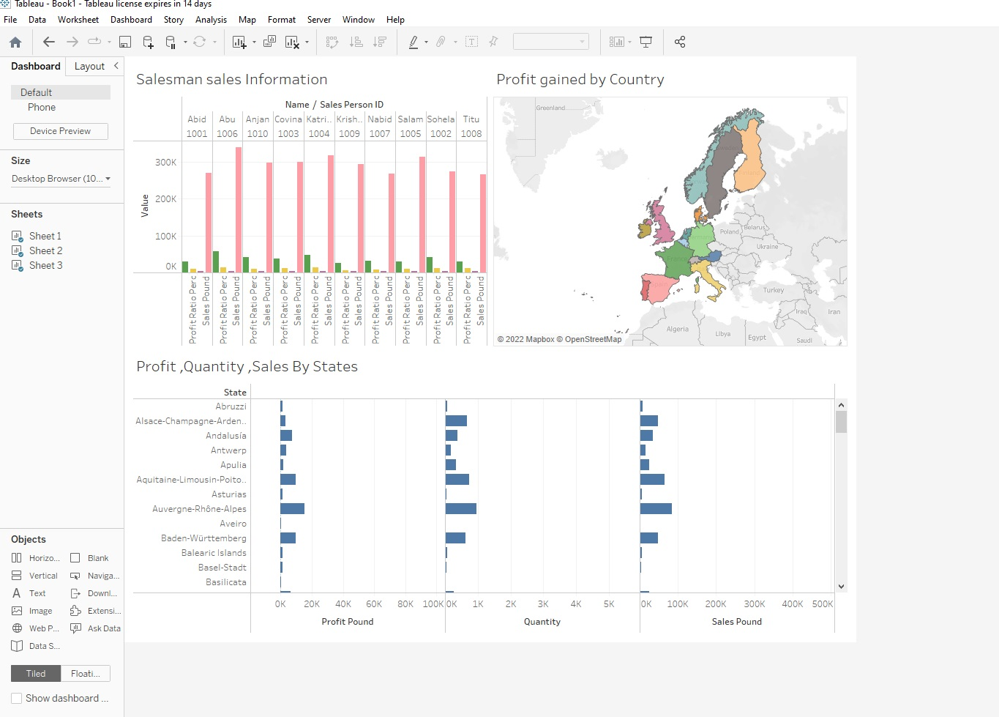 Tableau - Book1 - Tableau license expires in 14 days
File Data Worksheet Dashboard Story Analysis Map Format Server Window Help
Dashboard Layout
Default
Phone
Device Preview
Size
Desktop Browser (10...
Sheets
Sheet 1
Sheet 2
Sheet 3
Objects
Horizo... Blank
Vertical Naviga...
Text Downl...
Image Extensi...
Web P... Ask Data
Data S...
Tiled Floati...
Show dashboard ...
Salesman sales Information
Name / Sales Person ID
Abid Abu Anjan Covina Katri.. Krish.. Nabid Salam Sohela Titu
1001 1006 1010 1003 1004 1009 1007 1005 1002 1008
Value
300K
200K
100K
0K
Profit Ratio Perc Sales Pound Profit Ratio Perc Sales Pound Profit Ratio Perc Sales Pound Profit Ratio Perc Sales Pound Profit Ratio Perc Sales Pound Profit Ratio Perc Sales Pound Profit Ratio Perc Sales Pound Profit Ratio Perc Sales Pound Profit Ratio Perc Sales Pound Profit Ratio Perc Sales Pound
Profit gained by Country
Greenland
Poland
Belarus
Ukraine
Turkey
Iraq
Iran
Algeria
Libya
Egypt
Saudi
© 2022 Mapbox © OpenStreetMap
Profit ,Quantity ,Sales By States
State
Abruzzi
Alsace-Champagne-Arden..
Andalusía
Antwerp
Apulia
Aquitaine-Limousin-Poito..
Asturias
Auvergne-Rhône-Alpes
Aveiro
Baden-Württemberg
Balearic Islands
Basel-Stadt
Basilicata
0K 20K 40K 60K 80K 100K 0K 1K 2K 3K 4K 5K 0K 100K 200K 300K 400K 500K
Profit Pound Quantity Sales Pound